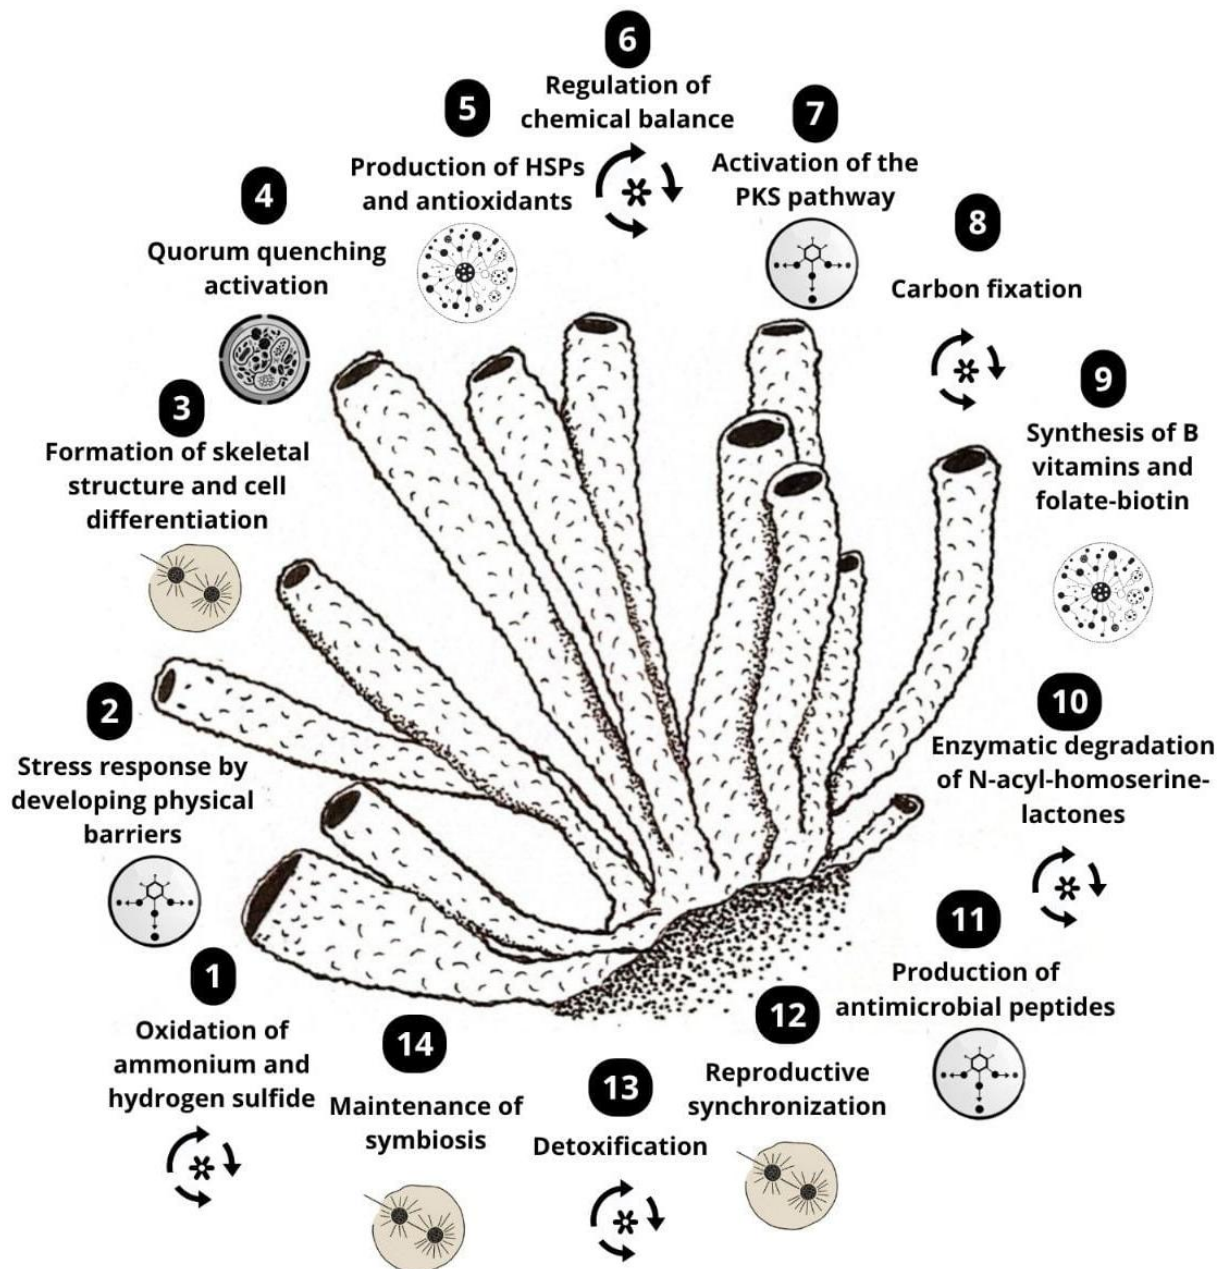 6
Regulation of
chemical balance
5
Production of HSPs
and antioxidants
7
Activation of the
PKS pathway
4
Quorum quenching
activation
8
Carbon fixation
3
Formation of skeletal
structure and cell
differentiation
9
Synthesis of B
vitamins and
folate-biotin
2
Stress response by
developing physical
barriers
10
Enzymatic degradation
of N-acyl-homoserine-
lactones
1
Oxidation of
ammonium and
hydrogen sulfide
11
Production of
antimicrobial peptides
14
Maintenance of
symbiosis
13
Detoxification
12
Reproductive
synchronization